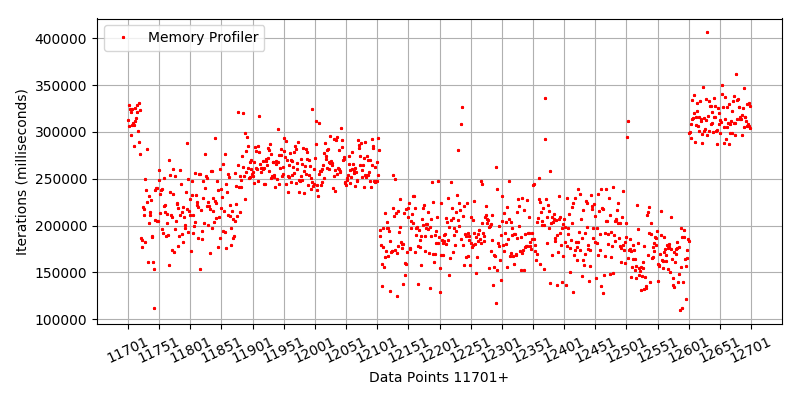 Memory Profiler
400000
350000
300000
250000
200000
150000
100000
Iterations (milliseconds)
11701 11751 11801 11851 11901 11951 12001 12051 12101 12151 12201 12251 12301 12351 12401 12451 12501 12551 12601 12651 12701
Data Points 11701+